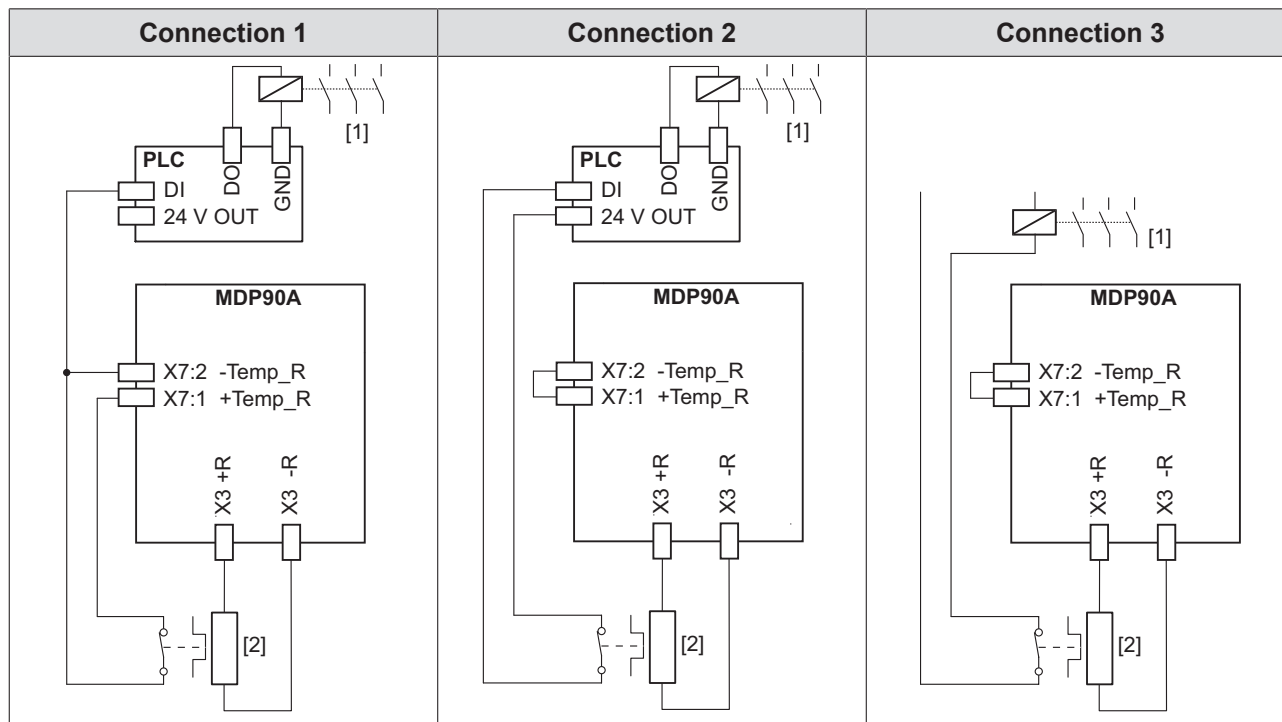 Connection 1
Connection 2
Connection 3
[1]
PLC
DO
GND
DI
24 V OUT
MDP90A
X7:2 -Temp_R
X7:1 +Temp_R
X3 +R
X3 -R
[2]
[1]
PLC
DO
GND
DI
24 V OUT
MDP90A
X7:2 -Temp_R
X7:1 +Temp_R
X3 +R
X3 -R
[2]
[1]
MDP90A
X7:2 -Temp_R
X7:1 +Temp_R
X3 +R
X3 -R
[2]